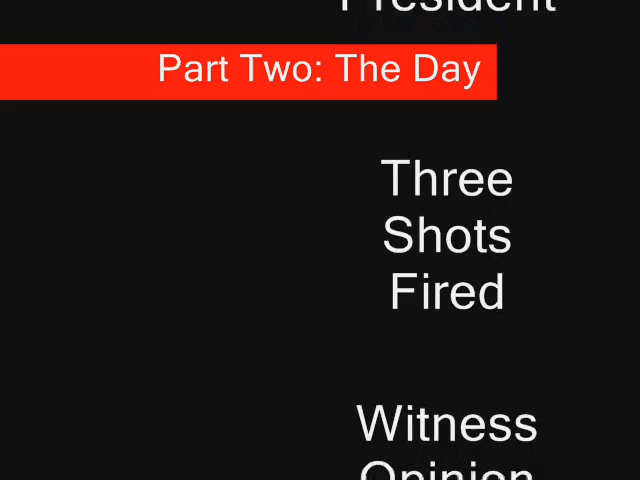 President
Part Two: The Day
Three
Shots
Fired
Witness
Opinion